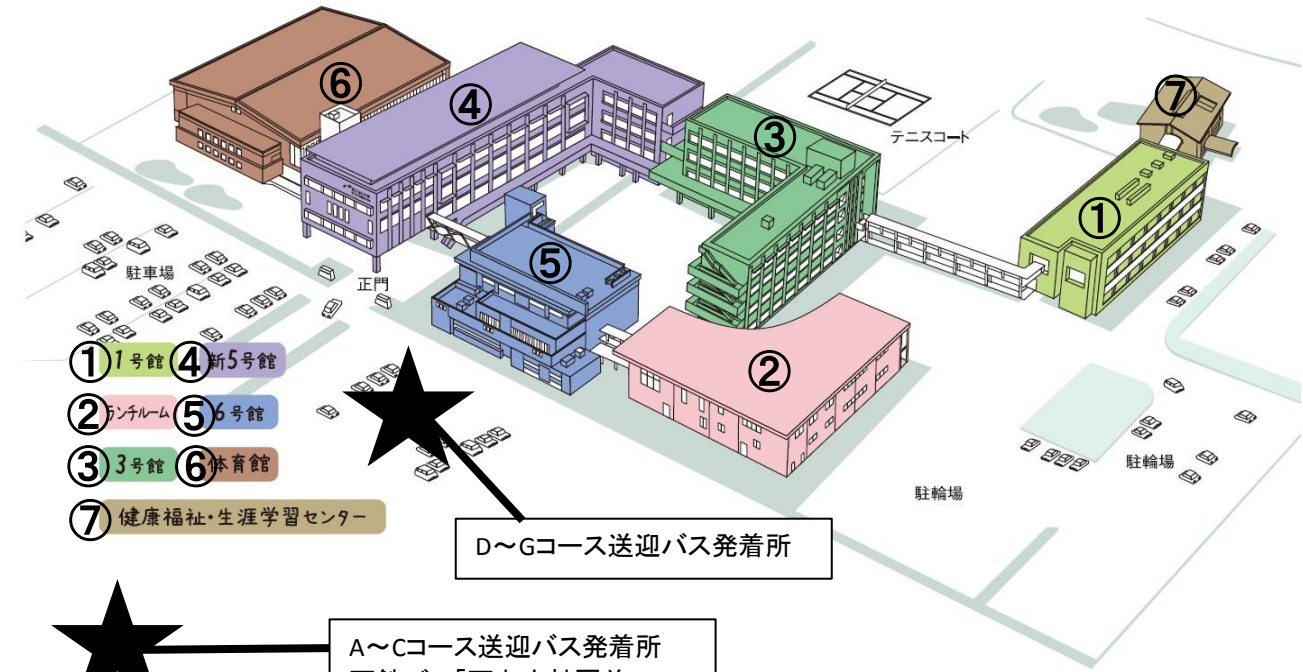 ⑥
④
③
⑦
テニスコート
①
⑤
駐車場
正門
②
① 1号館 ④ 新5号館
② ランチルーム ⑤ 6号館
③ 3号館 ⑥ 体育館
⑦ 健康福祉・生涯学習センター
駐輪場
駐輪場
D～Gコース送迎バス発着所
A～Cコース送迎バス発着所